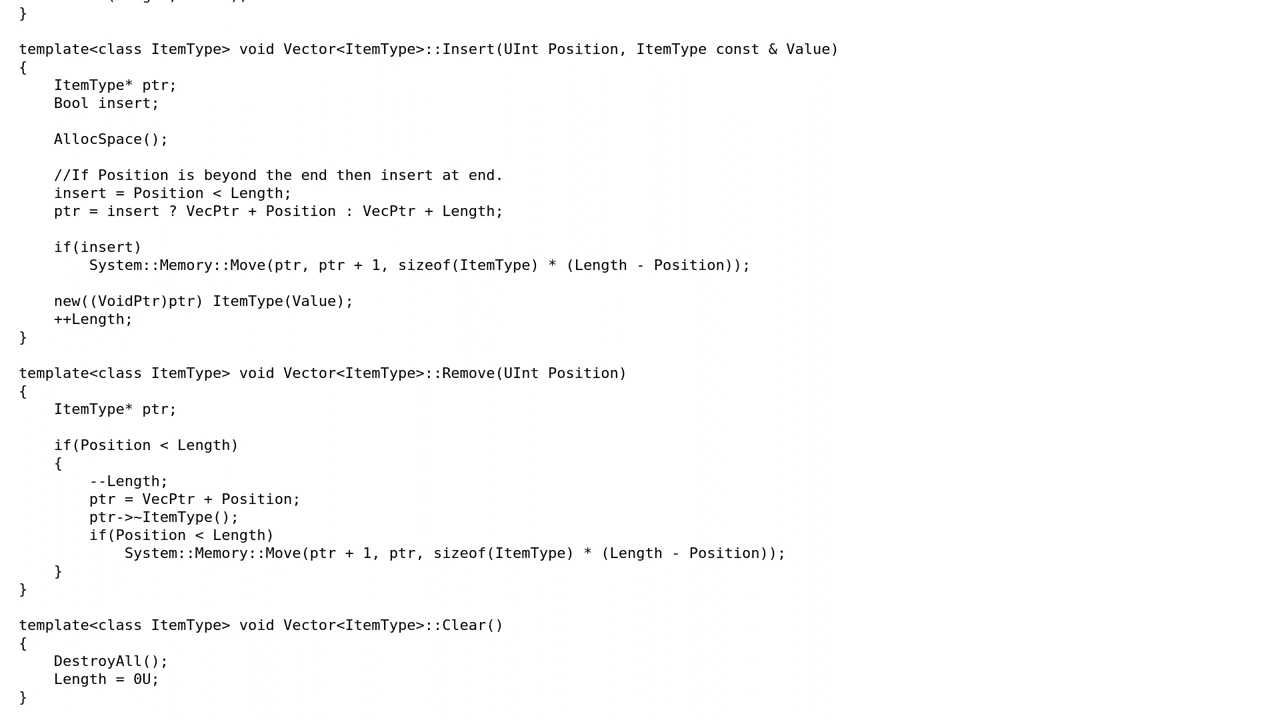 }

template<class ItemType> void Vector<ItemType>::Insert(UInt Position, ItemType const & Value)
{
    ItemType* ptr;
    Bool insert;

    AllocSpace();

    //If Position is beyond the end then insert at end.
    insert = Position < Length;
    ptr = insert ? VecPtr + Position : VecPtr + Length;

    if(insert)
        System::Memory::Move(ptr, ptr + 1, sizeof(ItemType) * (Length - Position));

    new((VoidPtr)ptr) ItemType(Value);
    ++Length;
}

template<class ItemType> void Vector<ItemType>::Remove(UInt Position)
{
    ItemType* ptr;

    if(Position < Length)
    {
        --Length;
        ptr = VecPtr + Position;
        ptr->~ItemType();
        if(Position < Length)
            System::Memory::Move(ptr + 1, ptr, sizeof(ItemType) * (Length - Position));
    }
}

template<class ItemType> void Vector<ItemType>::Clear()
{
    DestroyAll();
    Length = 0U;
}